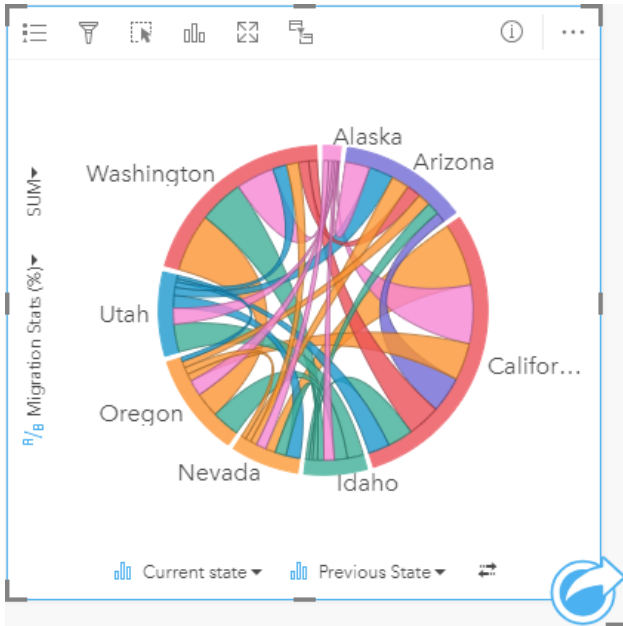 Alaska
Arizona
Washington
SUM
Utah
Migration Stats (%)
Califor...
Oregon
Nevada
Idaho
Current state
Previous State